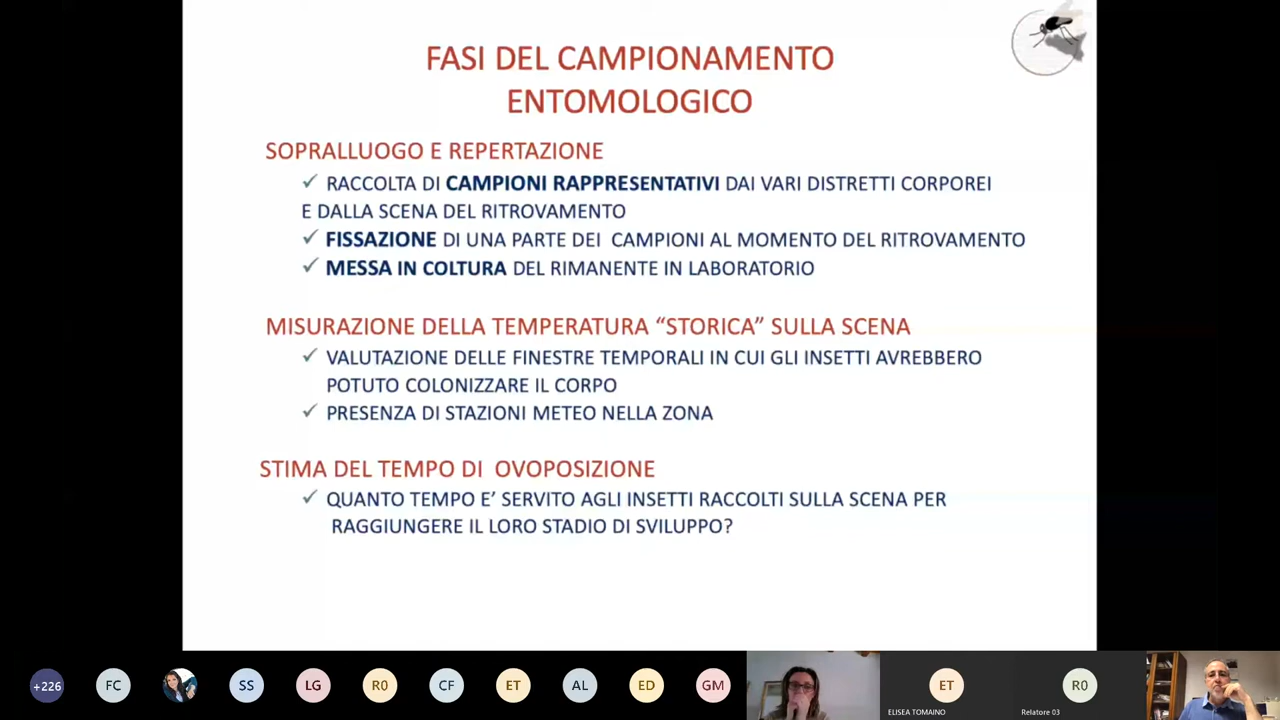 FASI DEL CAMPIONAMENTO
ENTOMOLOGICO
SOPRALLUOGO E REPERTAZIONE
✓ RACCOLTA DI CAMPIONI RAPPRESENTATIVI DAI VARI DISTRETTI CORPOREI
E DALLA SCENA DEL RITROVAMENTO
✓ FISSAZIONE DI UNA PARTE DEI CAMPIONI AL MOMENTO DEL RITROVAMENTO
✓ MESSA IN COLTURA DEL RIMANENTE IN LABORATORIO
MISURAZIONE DELLA TEMPERATURA “STORICA” SULLA SCENA
✓ VALUTAZIONE DELLE FINESTRE TEMPORALI IN CUI GLI INSETTI AVREBBERO
POTUTO COLONIZZARE IL CORPO
✓ PRESENZA DI STAZIONI METEO NELLA ZONA
STIMA DEL TEMPO DI OVOPOSIZIONE
✓ QUANTO TEMPO E’ SERVITO AGLI INSETTI RACCOLTI SULLA SCENA PER
RAGGIUNGERE IL LORO STADIO DI SVILUPPO?
+226 FC SS LG R0 CF ET AL ED GM ET R0
ELISEA TOMAINO Relatore 03